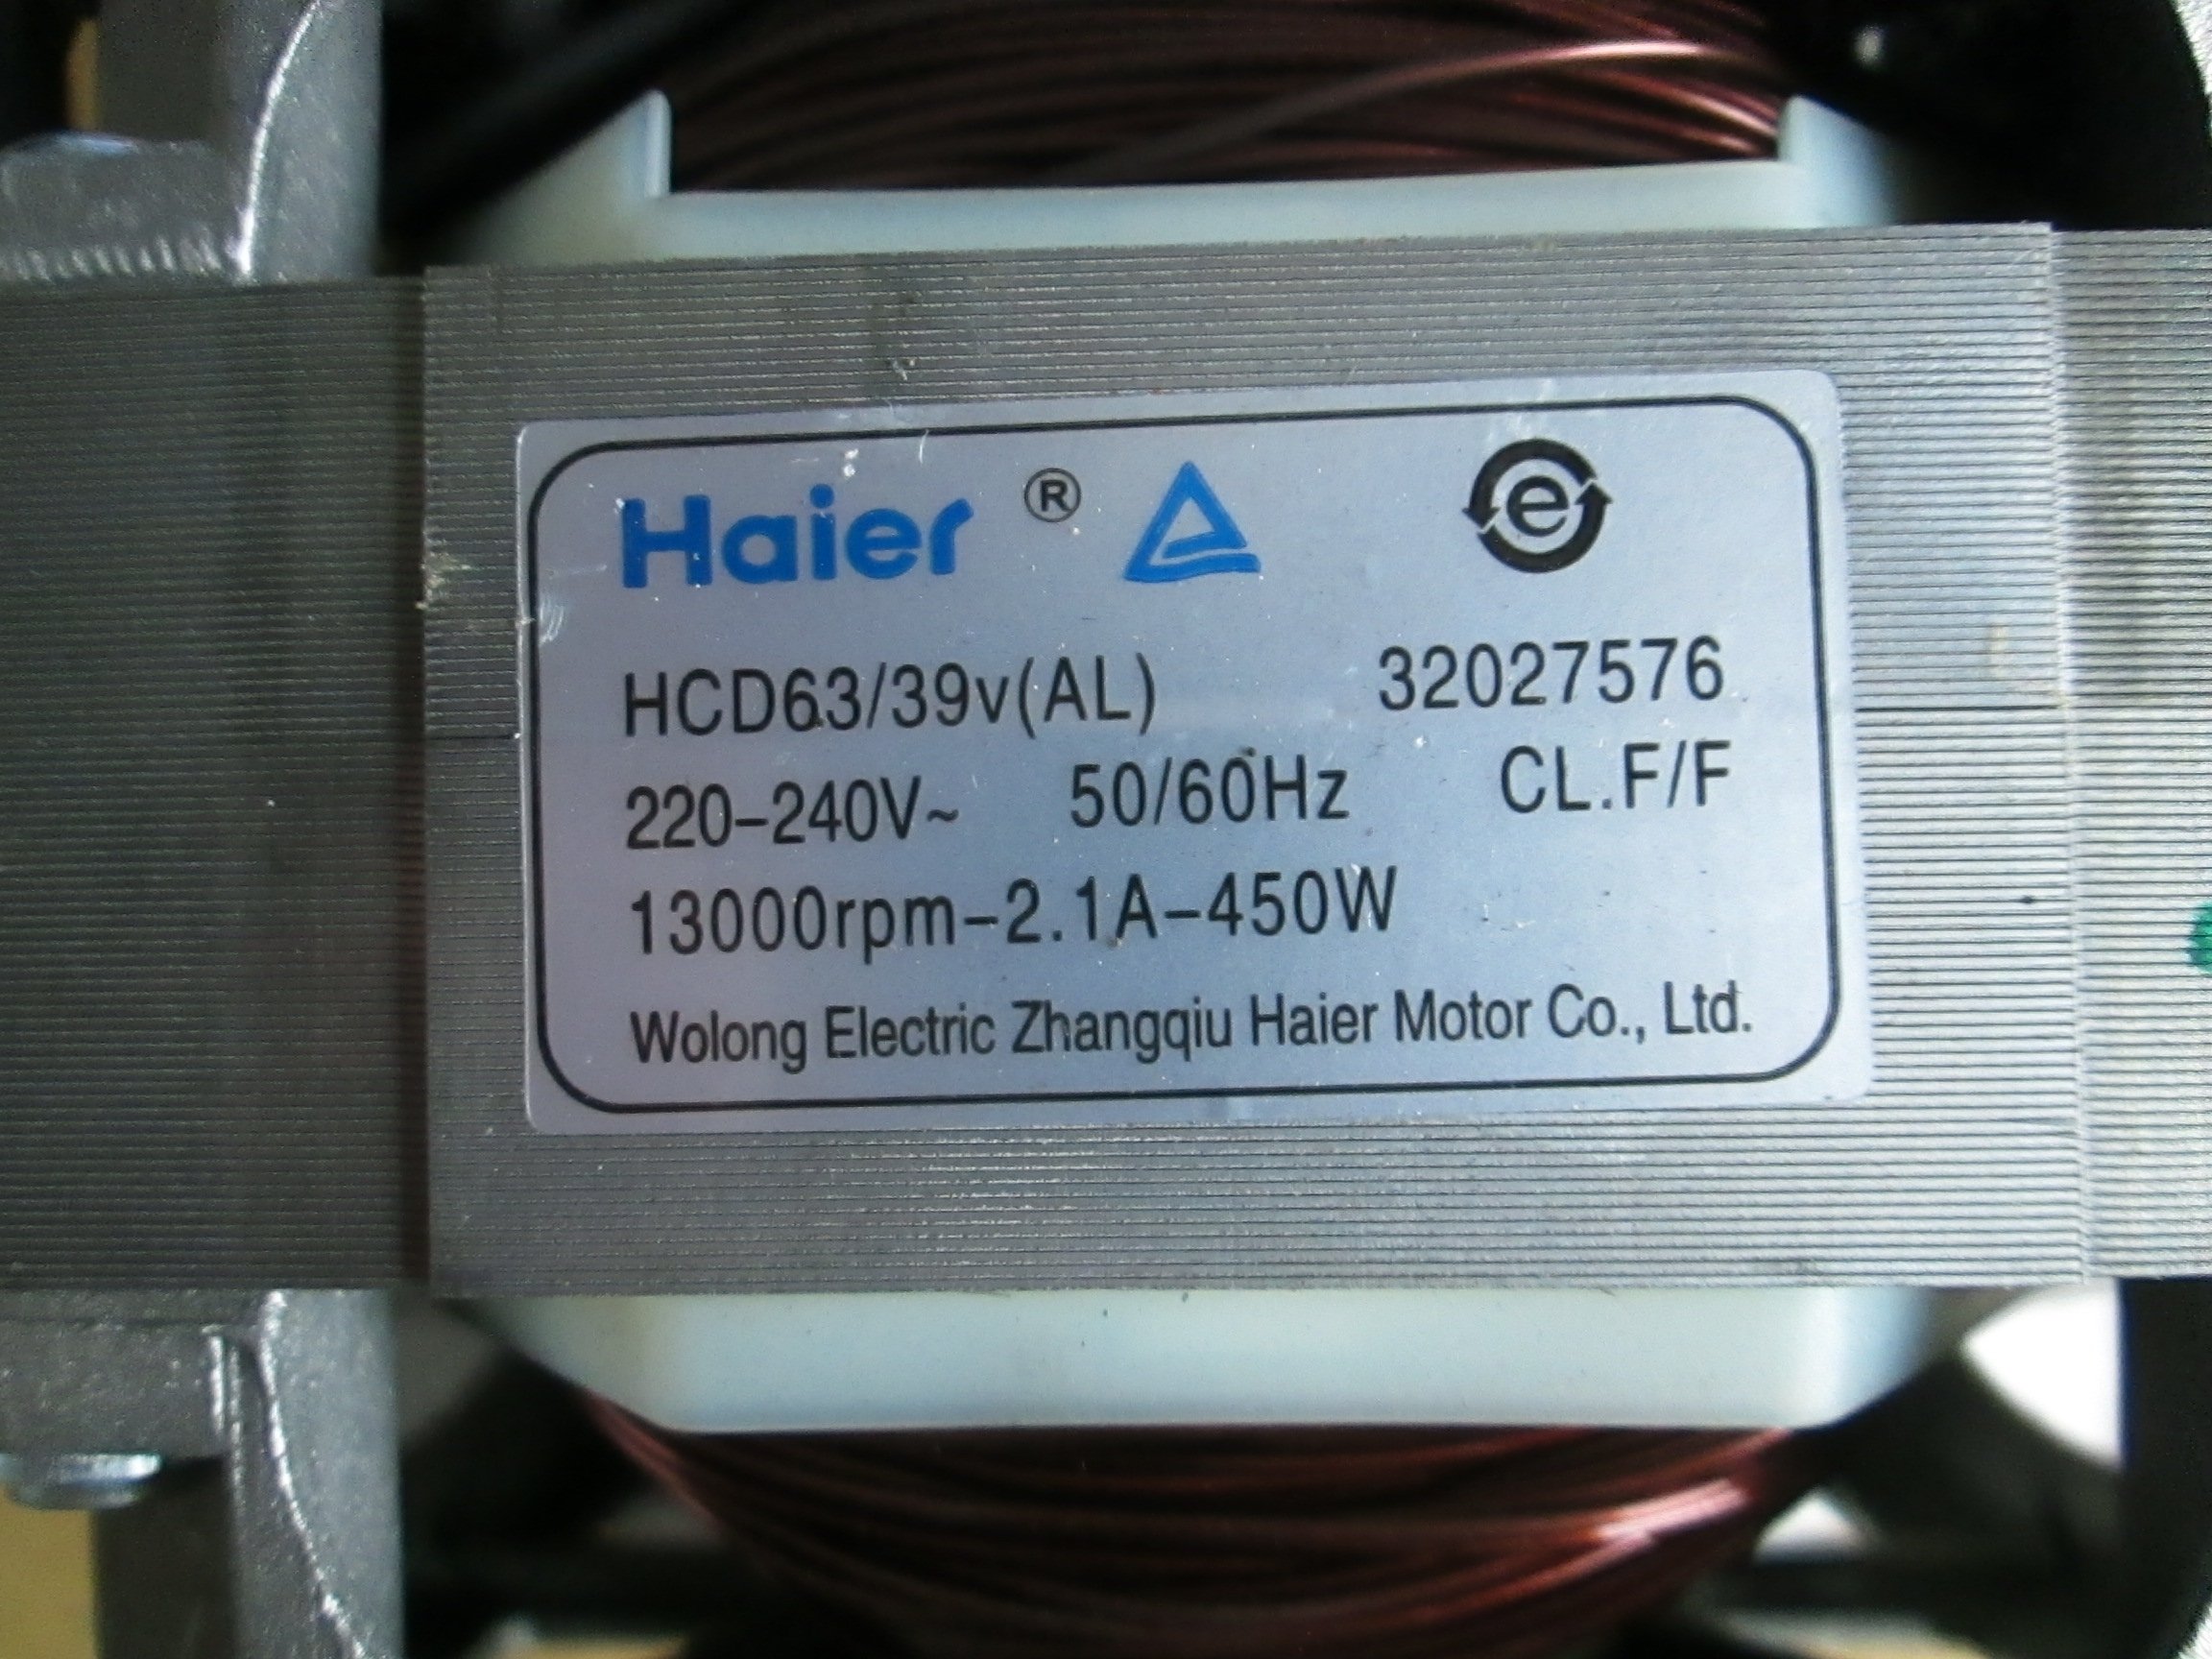 Haier ® e
HCD63/39v(AL) 32027576
220-240V~ 50/60Hz CL.F/F
13000rpm-2.1A-450W
Wolong Electric Zhangqiu Haier Motor Co., Ltd.